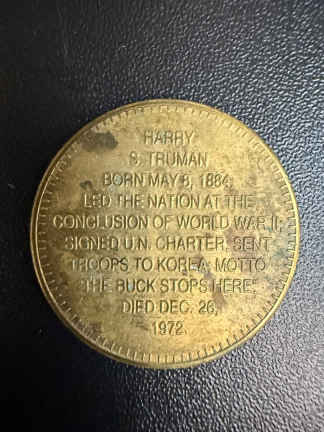 HARRY
S. TRUMAN
BORN MAY 8, 1884
LED THE NATION AT THE
CONCLUSION OF WORLD WAR II,
SIGNED U.N. CHARTER, SENT
TROOPS TO KOREA. MOTTO
"THE BUCK STOPS HERE."
DIED DEC. 26,
1972.